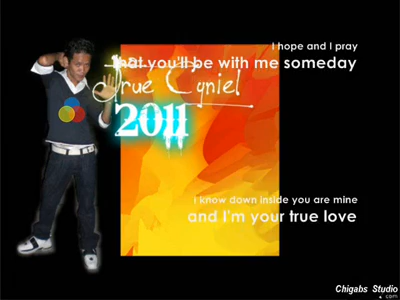 I hope and I pray
that you'll be with me someday
True Cyniel
2011
i know down inside you are mine
and I'm your true love
Chigabs Studio
.com